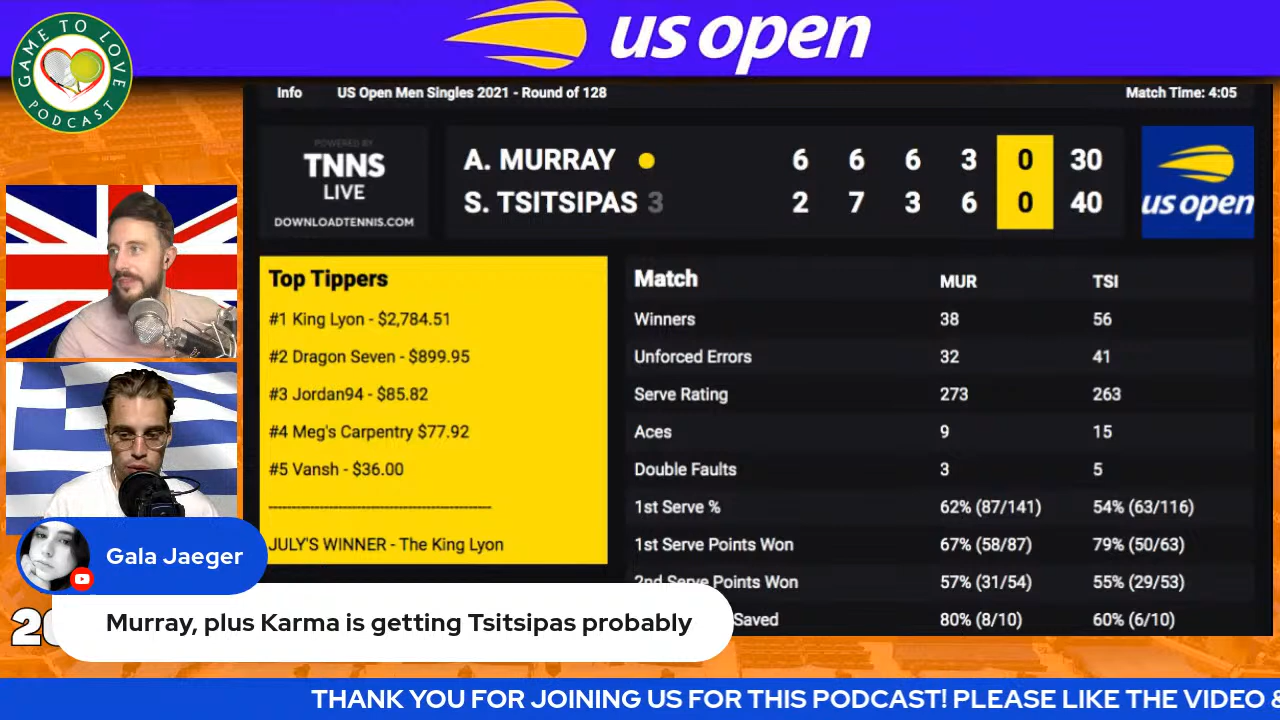 GAME TO LOVE
PODCAST
us open
Info US Open Men Singles 2021 - Round of 128 Match Time: 4:05
POWERED BY
TNNS
LIVE
DOWNLOADTENNIS.COM
A. MURRAY 6 6 6 3 0 30
S. TSITSIPAS 3 2 7 3 6 0 40
us open
Top Tippers
#1 King Lyon - $2,784.51
#2 Dragon Seven - $899.95
#3 Jordan94 - $85.82
#4 Meg's Carpentry $77.92
#5 Vansh - $36.00
------------------------------------------------
JULY'S WINNER - The King Lyon
Match MUR TSI
Winners 38 56
Unforced Errors 32 41
Serve Rating 273 263
Aces 9 15
Double Faults 3 5
1st Serve % 62% (87/141) 54% (63/116)
1st Serve Points Won 67% (58/87) 79% (50/63)
2nd Serve Points Won 57% (31/54) 55% (29/53)
Saved 80% (8/10) 60% (6/10)
Gala Jaeger
Murray, plus Karma is getting Tsitsipas probably
THANK YOU FOR JOINING US FOR THIS PODCAST! PLEASE LIKE THE VIDEO &